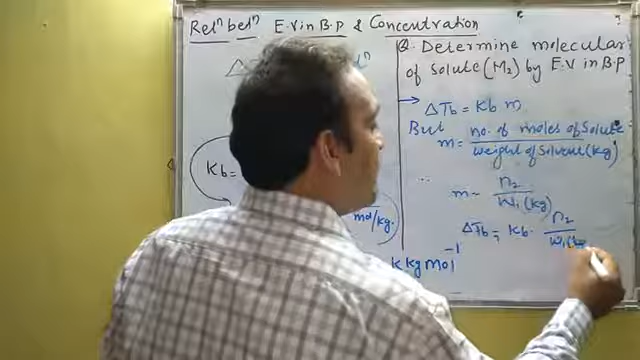 Relⁿ betⁿ E.V in B.P & Concentration
Δ
Kb =
mol/kg.
K kg mol⁻¹
Q. Determine molecular
of solute (M₂) by E.V in B.P
→ ΔTb = Kb m
But
m = no. of moles of solute / weight of solvent (kg)
∴ m = n₂ / W₁ (kg)
ΔTb = Kb · n₂ / W₁ (kg